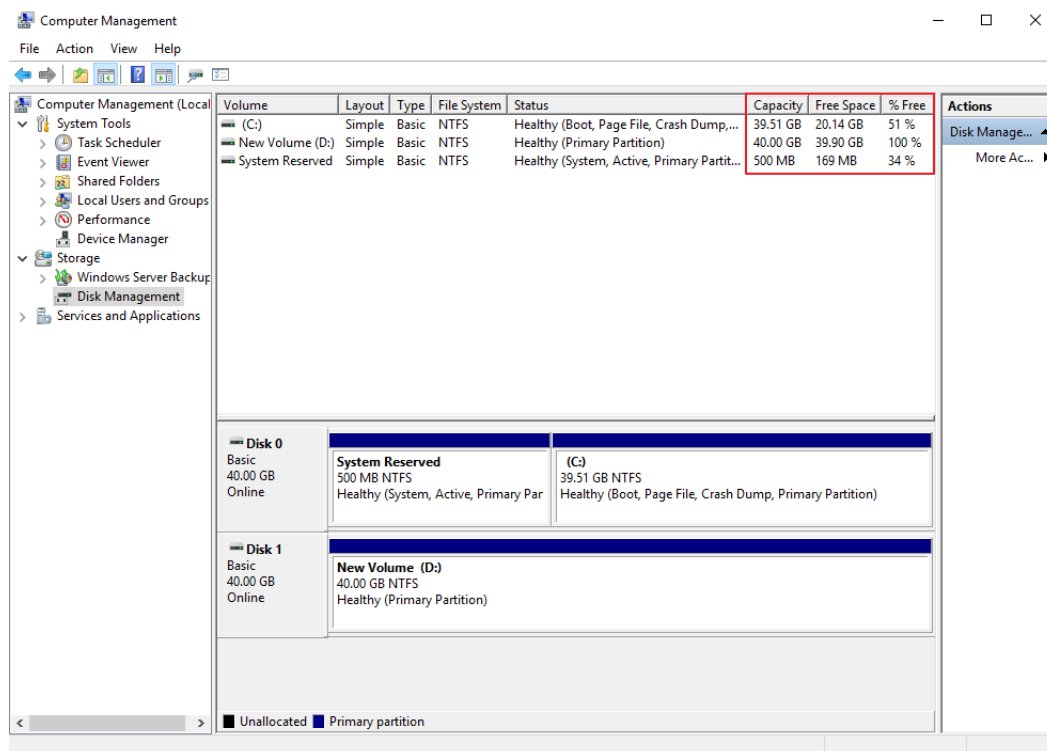 Computer Management
File Action View Help
Computer Management (Local
System Tools
Task Scheduler
Event Viewer
Shared Folders
Local Users and Groups
Performance
Device Manager
Storage
Windows Server Backup
Disk Management
Services and Applications
Volume Layout Type File System Status Capacity Free Space % Free
(C:) Simple Basic NTFS Healthy (Boot, Page File, Crash Dump,... 39.51 GB 20.14 GB 51 %
New Volume (D:) Simple Basic NTFS Healthy (Primary Partition) 40.00 GB 39.90 GB 100 %
System Reserved Simple Basic NTFS Healthy (System, Active, Primary Partit... 500 MB 169 MB 34 %
Disk 0
Basic
40.00 GB
Online
System Reserved
500 MB NTFS
Healthy (System, Active, Primary Par
(C:)
39.51 GB NTFS
Healthy (Boot, Page File, Crash Dump, Primary Partition)
Disk 1
Basic
40.00 GB
Online
New Volume (D:)
40.00 GB NTFS
Healthy (Primary Partition)
Unallocated Primary partition
Actions
Disk Manage...
More Ac...